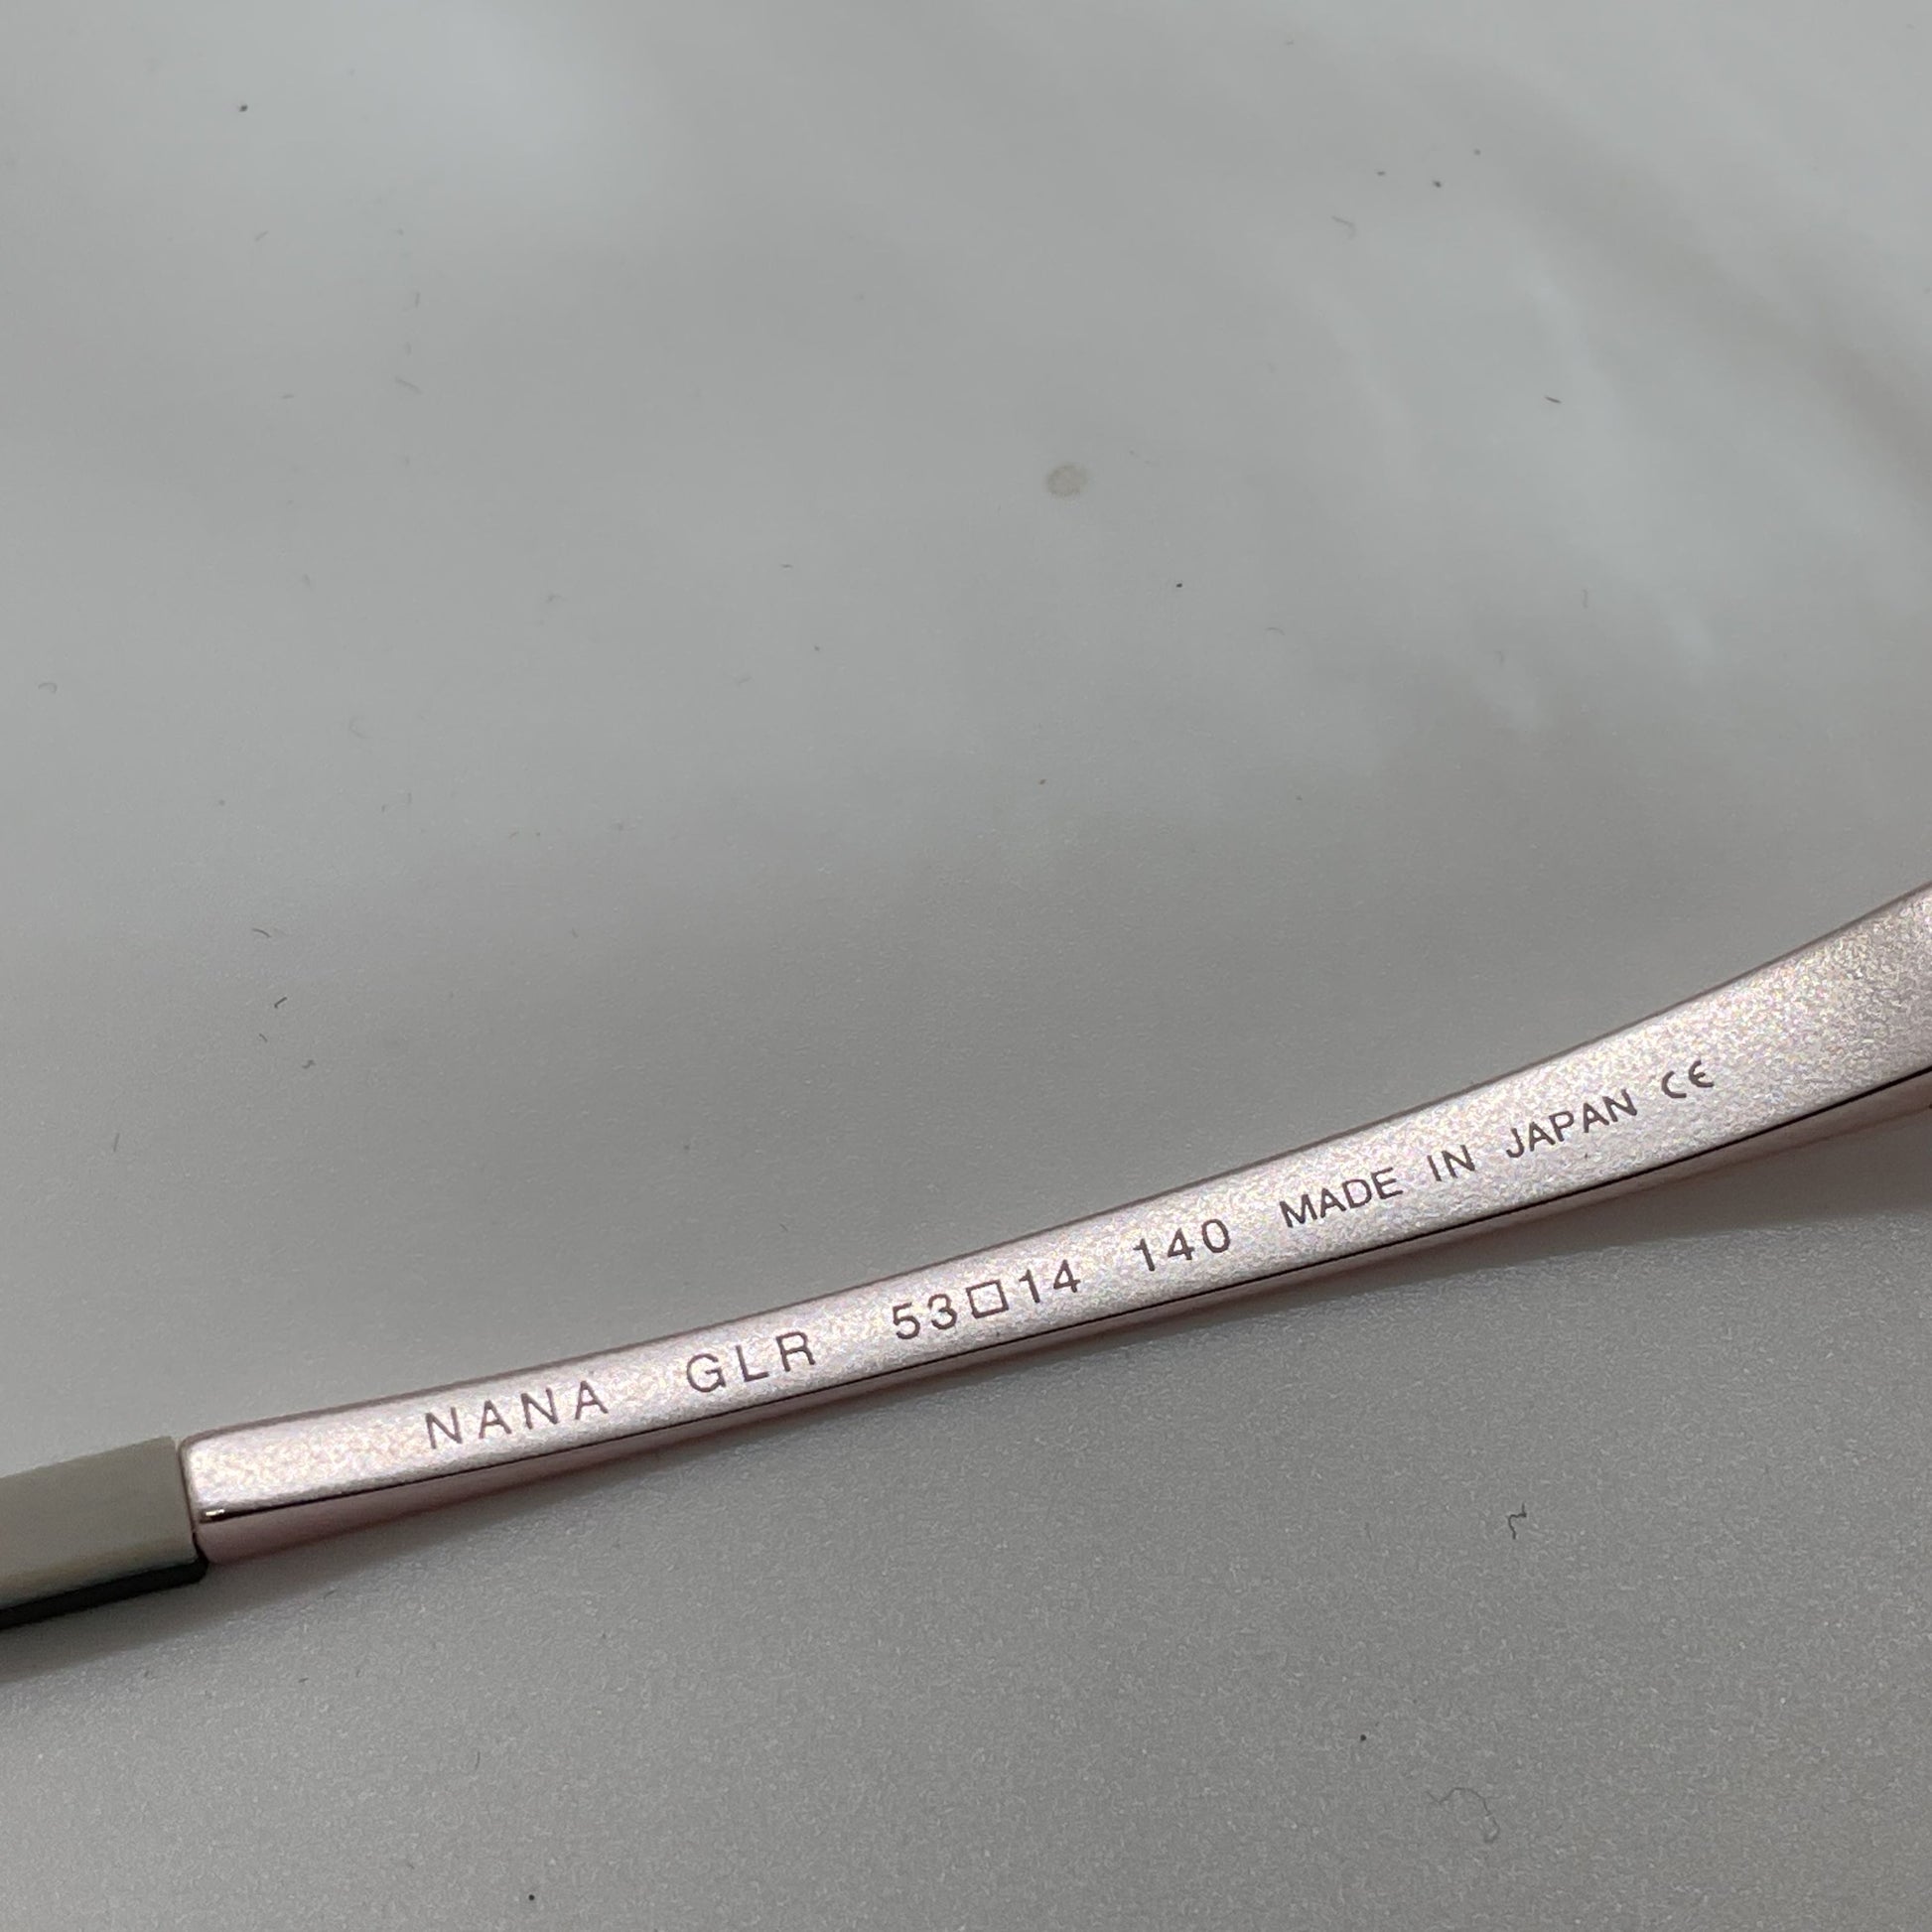 NANA GLR 53□14 140 MADE IN JAPAN CE